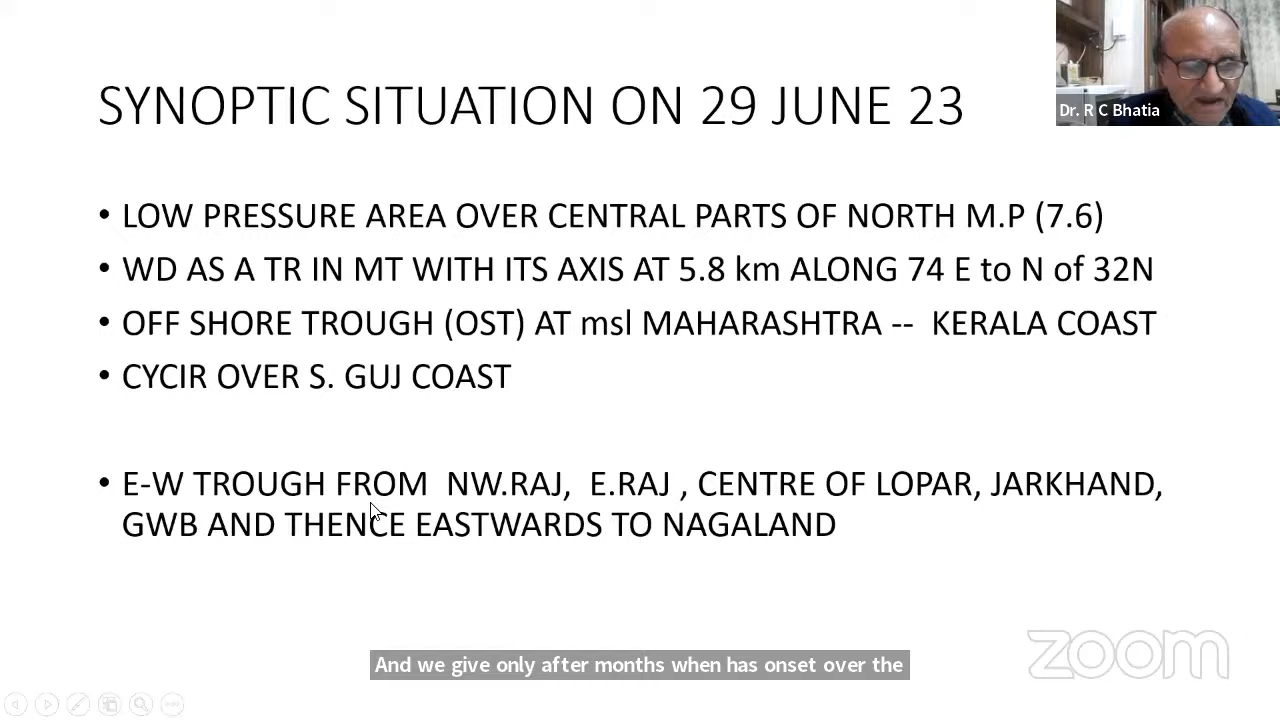 SYNOPTIC SITUATION ON 29 JUNE 23
Dr. R C Bhatia
• LOW PRESSURE AREA OVER CENTRAL PARTS OF NORTH M.P (7.6)
• WD AS A TR IN MT WITH ITS AXIS AT 5.8 km ALONG 74 E to N of 32N
• OFF SHORE TROUGH (OST) AT msl MAHARASHTRA -- KERALA COAST
• CYCIR OVER S. GUJ COAST
• E-W TROUGH FROM NW.RAJ, E.RAJ , CENTRE OF LOPAR, JARKHAND,
GWB AND THENCE EASTWARDS TO NAGALAND
And we give only after months when has onset over the
zoom